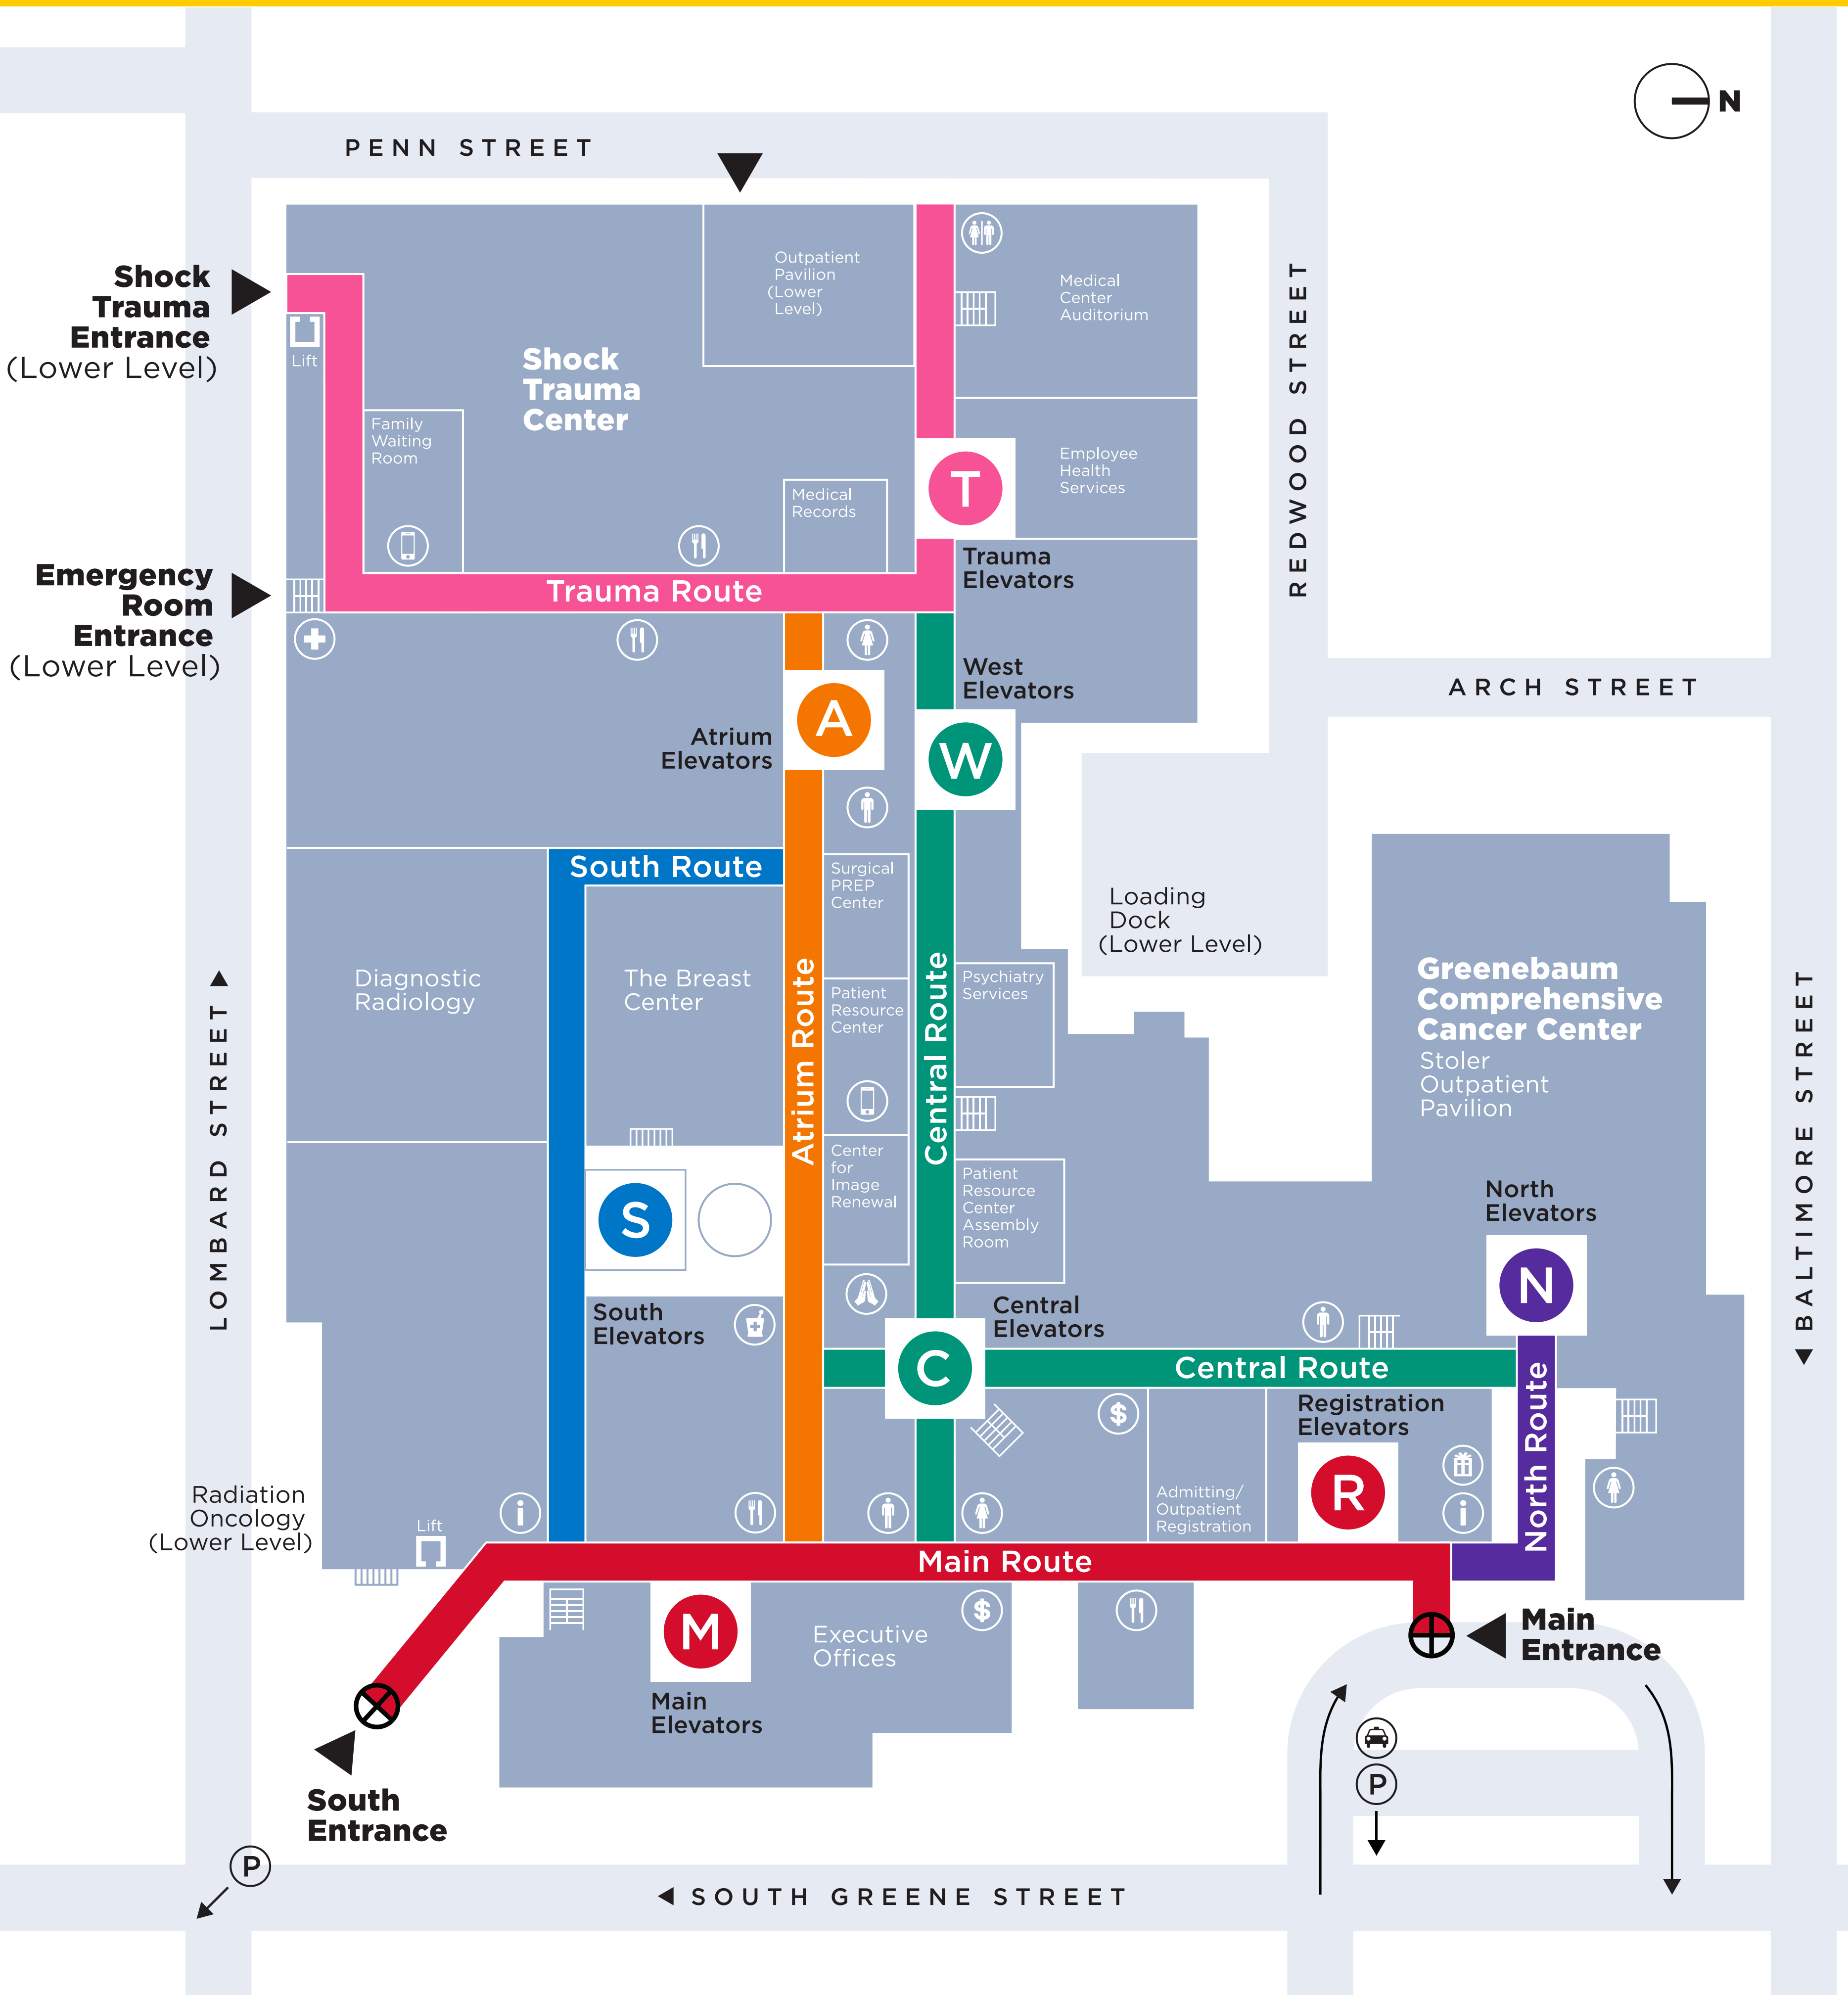 N
PENN STREET
Shock
Trauma
Entrance
(Lower Level)
Lift
Outpatient
Pavilion
(Lower
Level)
Medical
Center
Auditorium
REDWOOD STREET
Shock
Trauma
Center
Family
Waiting
Room
Medical
Records
T
Employee
Health
Services
Emergency
Room
Entrance
(Lower Level)
Trauma Route
Trauma
Elevators
West
Elevators
ARCH STREET
A
Atrium
Elevators
W
South Route
Surgical
PREP
Center
Loading
Dock
(Lower Level)
Diagnostic
Radiology
The Breast
Center
Atrium Route
Patient
Resource
Center
Central Route
Psychiatry
Services
Greenebaum
Comprehensive
Cancer Center
Stoler
Outpatient
Pavilion
LOMBARD STREET
BALTIMORE STREET
Center
for
Image
Renewal
Patient
Resource
Center
Assembly
Room
S
North
Elevators
N
South
Elevators
Central
Elevators
C
Central Route
North Route
Registration
Elevators
$
R
i
Admitting/
Outpatient
Registration
Radiation
Oncology
(Lower Level)
Lift
i
Main Route
M
Executive
Offices
$
Main
Elevators
Main
Entrance
South
Entrance
P
P
SOUTH GREENE STREET